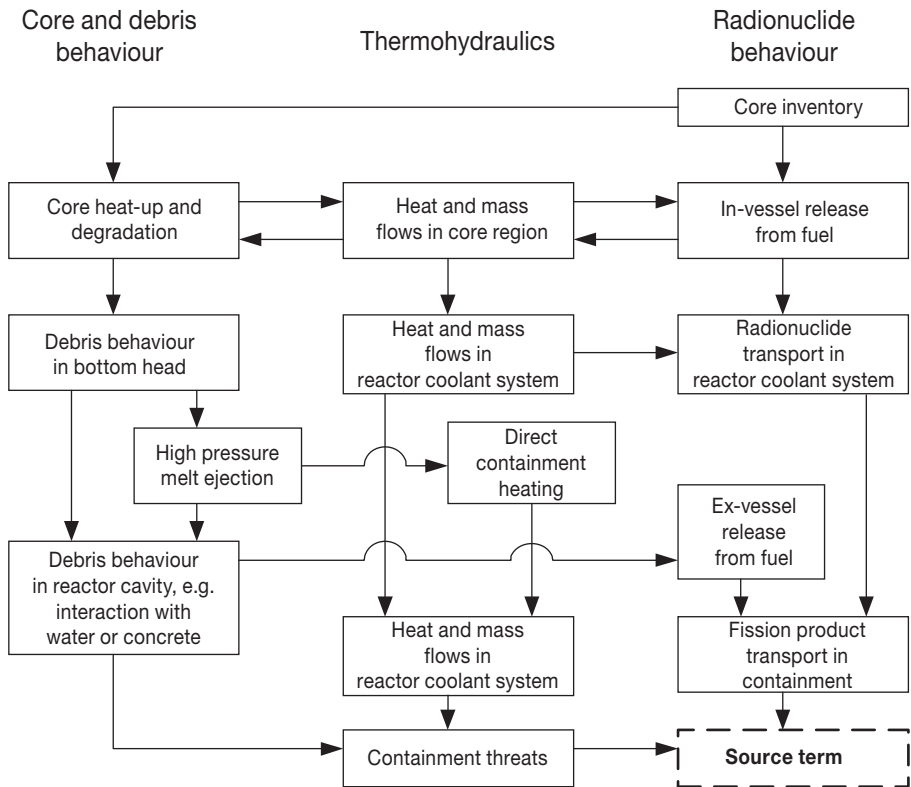 Core and debris
behaviour
Thermohydraulics
Radionuclide
behaviour
Core inventory
Core heat-up and
degradation
Heat and mass
flows in core region
In-vessel release
from fuel
Debris behaviour
in bottom head
Heat and mass
flows in
reactor coolant system
Radionuclide
transport in
reactor coolant system
High pressure
melt ejection
Direct
containment
heating
Ex-vessel
release
from fuel
Debris behaviour
in reactor cavity, e.g.
interaction with
water or concrete
Heat and mass
flows in
reactor coolant system
Fission product
transport in
containment
Containment threats
Source term